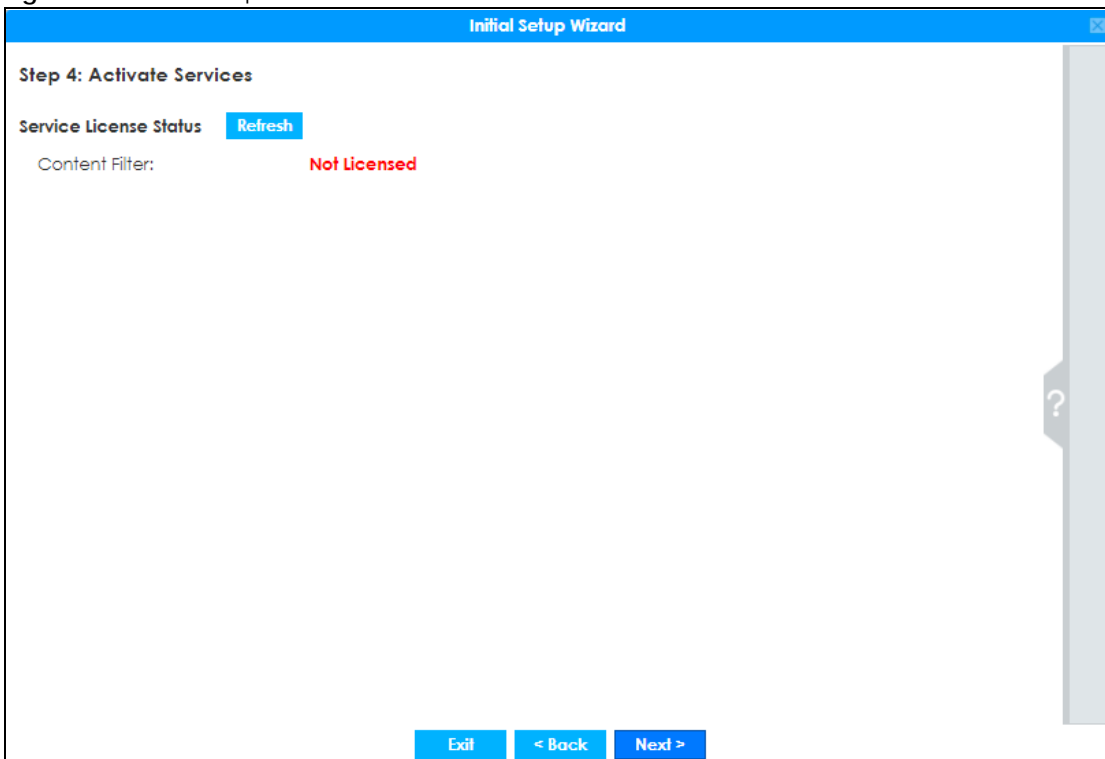 Initial Setup Wizard
Step 4: Activate Services
Service License Status Refresh
Content Filter: Not Licensed
?
Exit < Back Next >